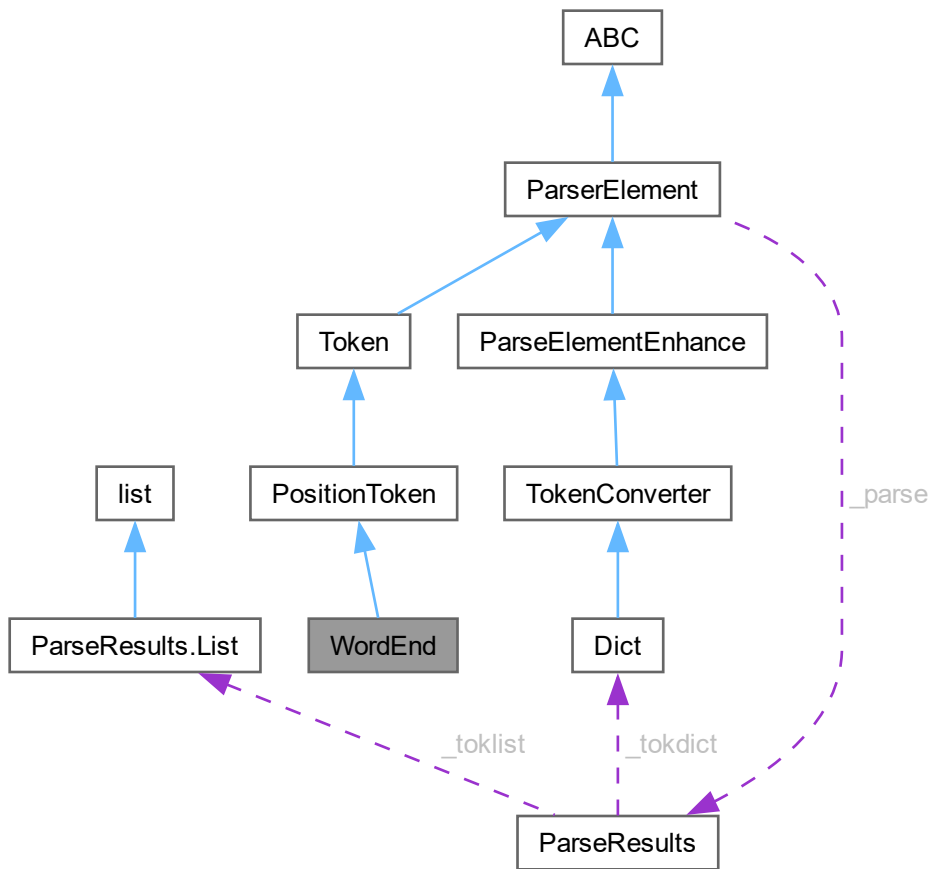 ABC
ParserElement
Token
ParseElementEnhance
list
PositionToken
TokenConverter
_parse
ParseResults.List
WordEnd
Dict
_toklist
_tokdict
ParseResults